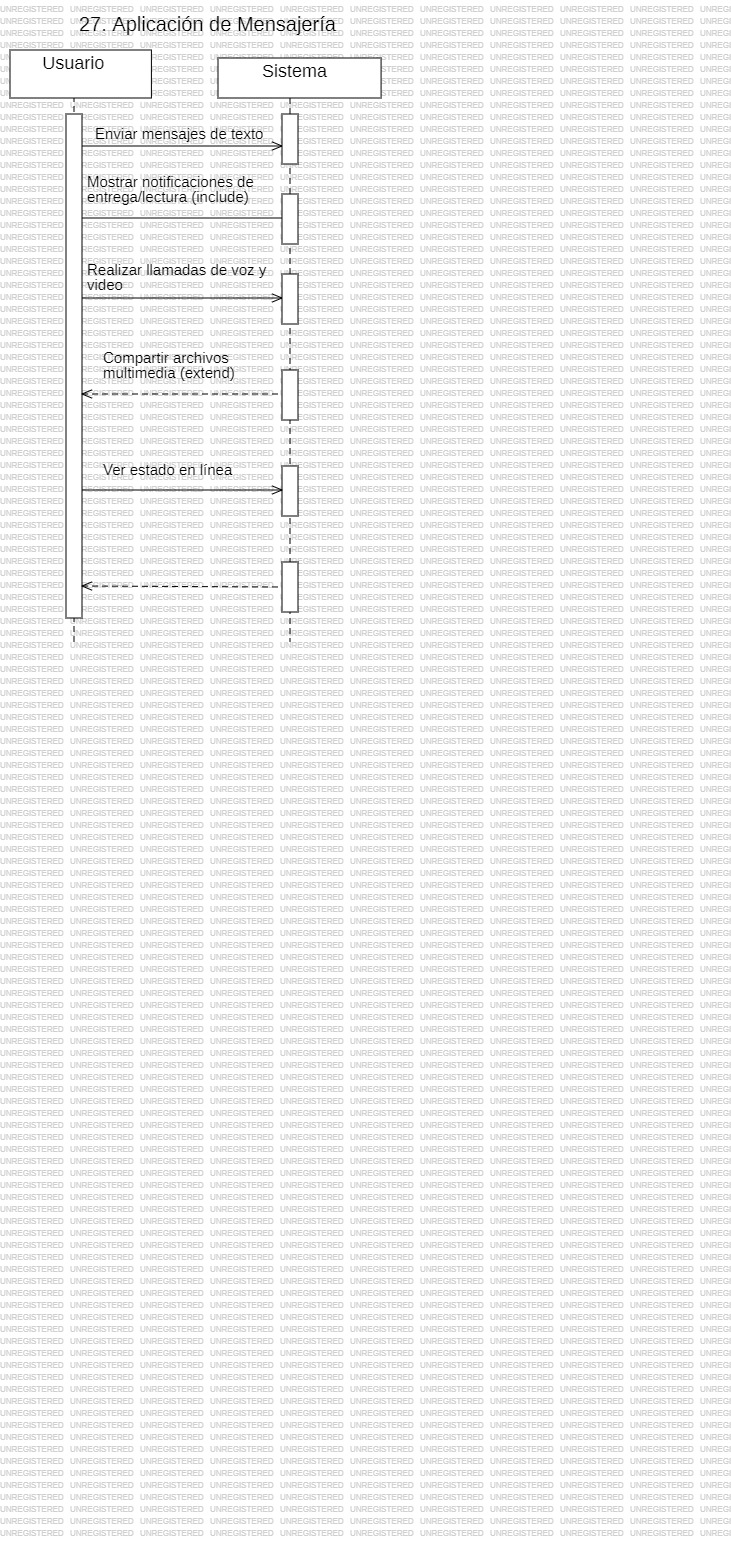 27. Aplicación de Mensajería
Usuario
Sistema
Enviar mensajes de texto
Mostrar notificaciones de
entrega/lectura (include)
Realizar llamadas de voz y
video
Compartir archivos
multimedia (extend)
Ver estado en línea
UNREGISTERED